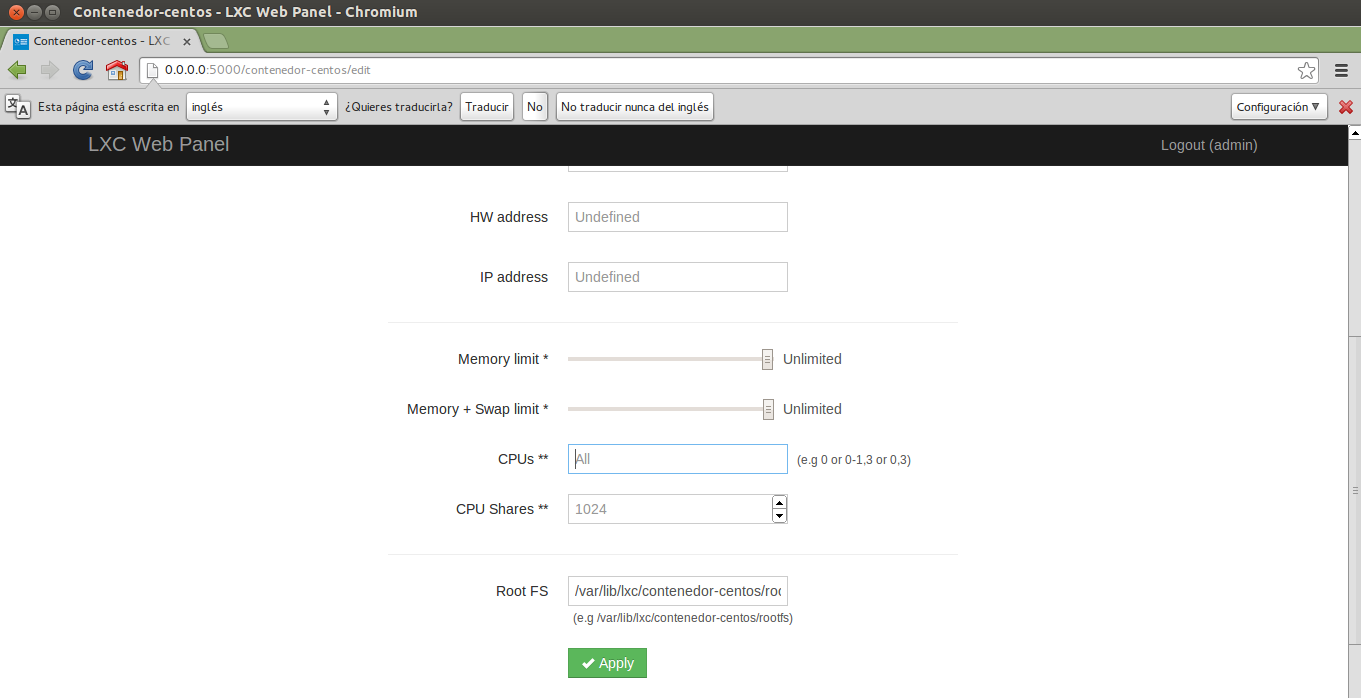 Contenedor-centos - LXC Web Panel - Chromium
Contenedor-centos - LXC
0.0.0.0:5000/contenedor-centos/edit
Esta página está escrita en inglés ¿Quieres traducirla? Traducir No No traducir nunca del inglés Configuración
LXC Web Panel Logout (admin)
HW address Undefined
IP address Undefined
Memory limit * Unlimited
Memory + Swap limit * Unlimited
CPUs ** All (e.g 0 or 0-1,3 or 0,3)
CPU Shares ** 1024
Root FS /var/lib/lxc/contenedor-centos/roo
(e.g /var/lib/lxc/contenedor-centos/rootfs)
Apply